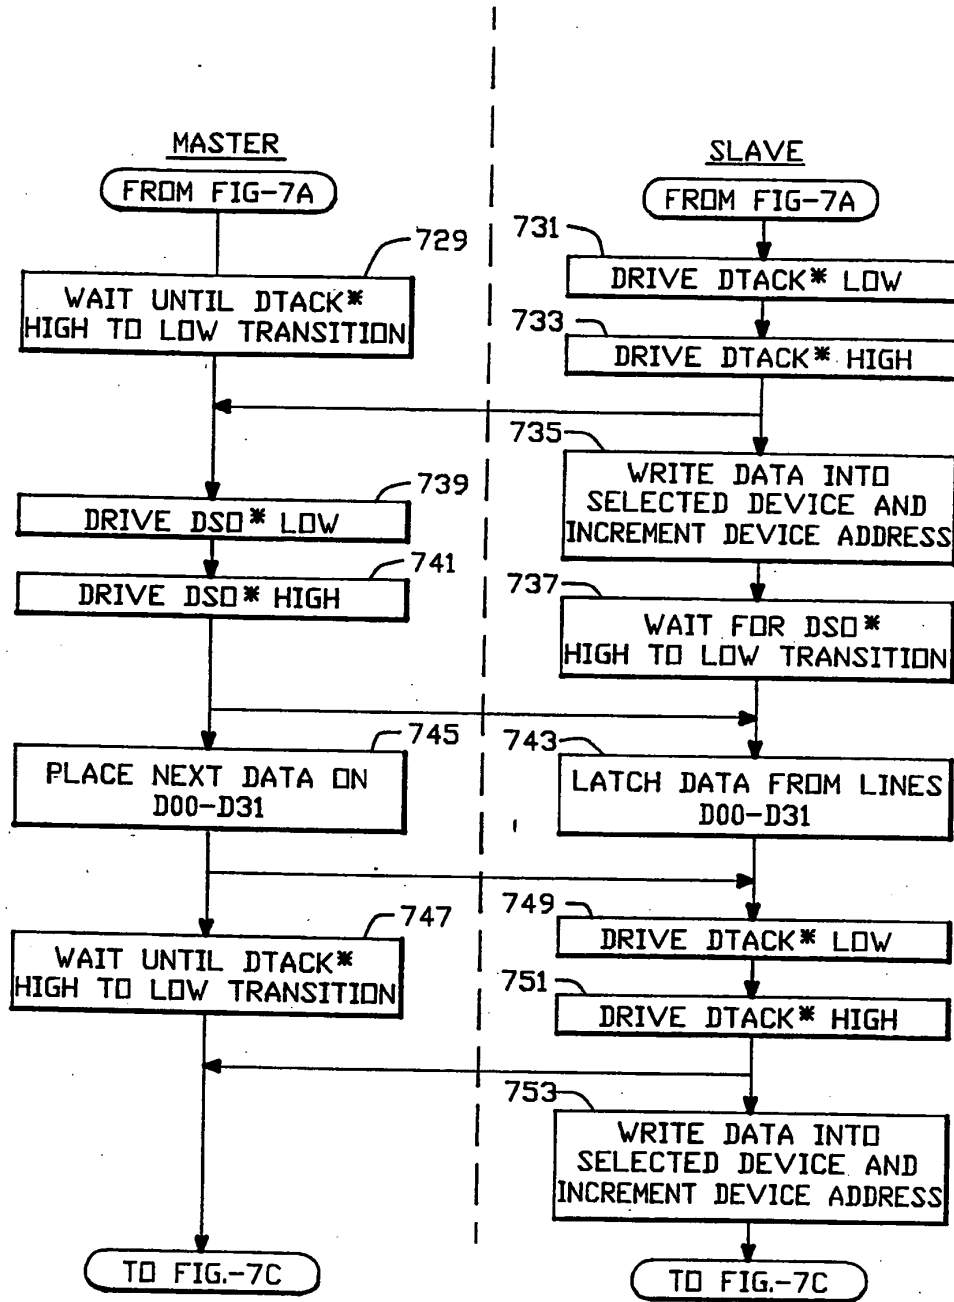 MASTER
FROM FIG-7A
729
WAIT UNTIL DTACK*
HIGH TO LOW TRANSITION
739
DRIVE DSO* LOW
741
DRIVE DSO* HIGH
745
PLACE NEXT DATA ON
D00-D31
747
WAIT UNTIL DTACK*
HIGH TO LOW TRANSITION
TO FIG.-7C
SLAVE
FROM FIG-7A
731
DRIVE DTACK* LOW
733
DRIVE DTACK* HIGH
735
WRITE DATA INTO
SELECTED DEVICE AND
INCREMENT DEVICE ADDRESS
737
WAIT FOR DSO*
HIGH TO LOW TRANSITION
743
LATCH DATA FROM LINES
D00-D31
749
DRIVE DTACK* LOW
751
DRIVE DTACK* HIGH
753
WRITE DATA INTO
SELECTED DEVICE AND
INCREMENT DEVICE ADDRESS
TO FIG.-7C